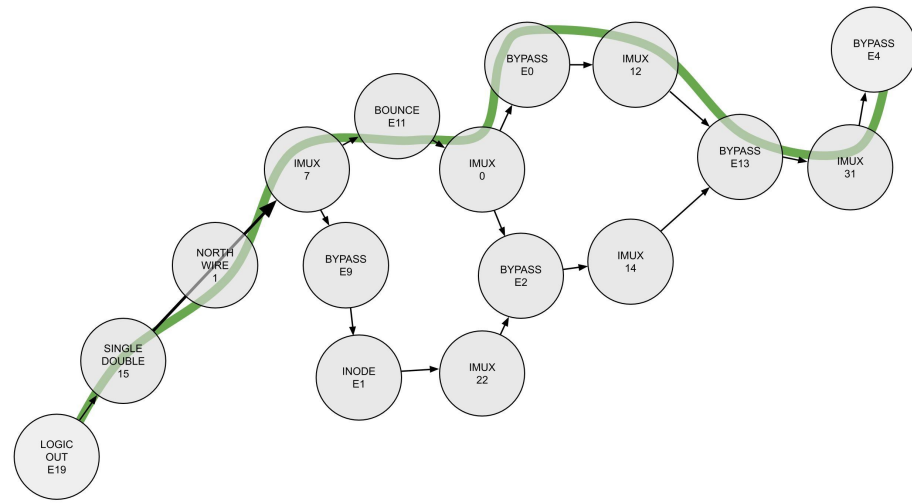 LOGIC
OUT
E19
SINGLE
DOUBLE
15
NORTH
WIRE
1
IMUX
7
BOUNCE
E11
BYPASS
E9
INODE
E1
IMUX
0
IMUX
22
BYPASS
E0
BYPASS
E2
IMUX
12
IMUX
14
BYPASS
E13
IMUX
31
BYPASS
E4